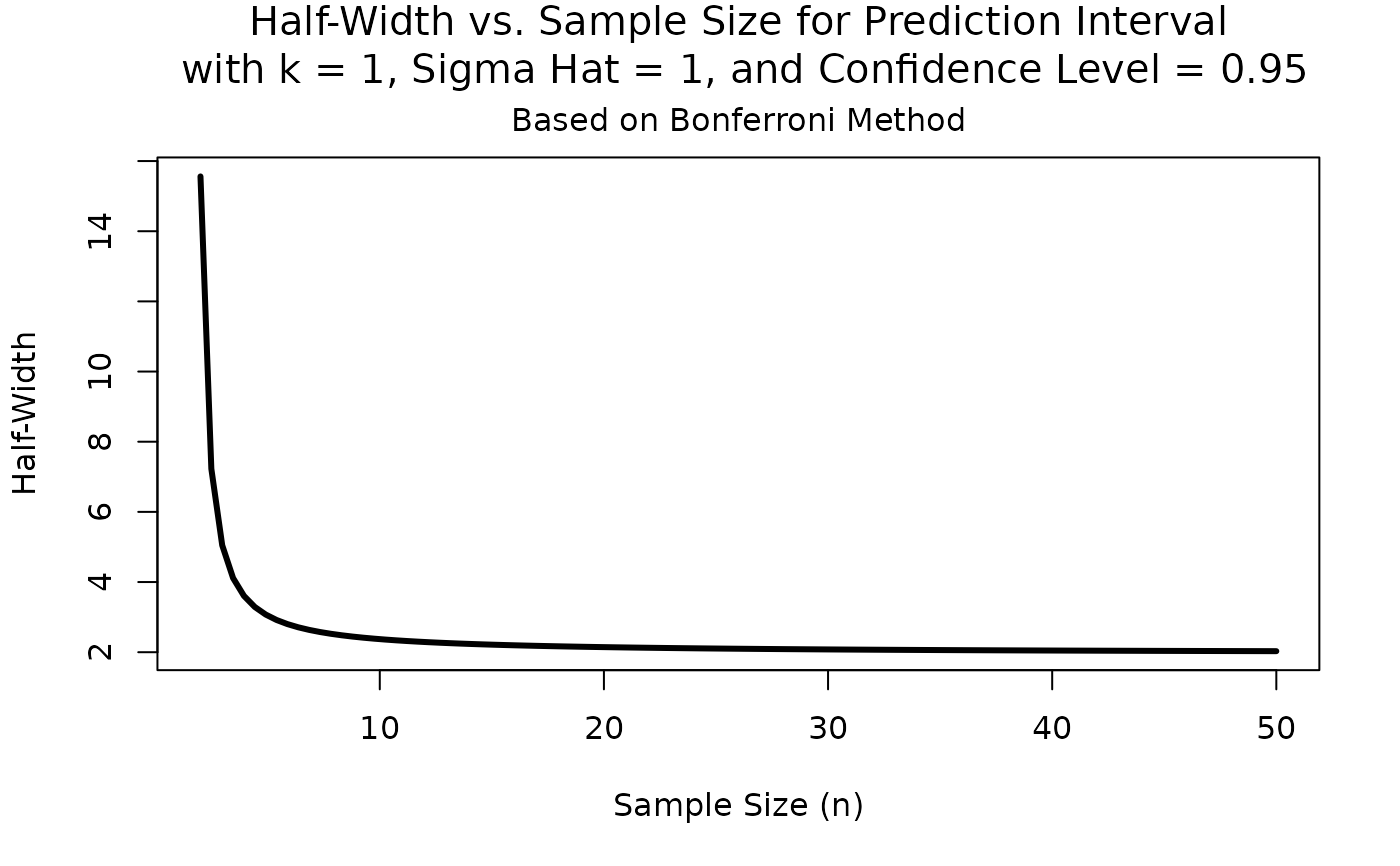 Half-Width vs. Sample Size for Prediction Interval
with k = 1, Sigma Hat = 1, and Confidence Level = 0.95
Based on Bonferroni Method
Half-Width
14
10
8
6
4
2
10 20 30 40 50
Sample Size (n)